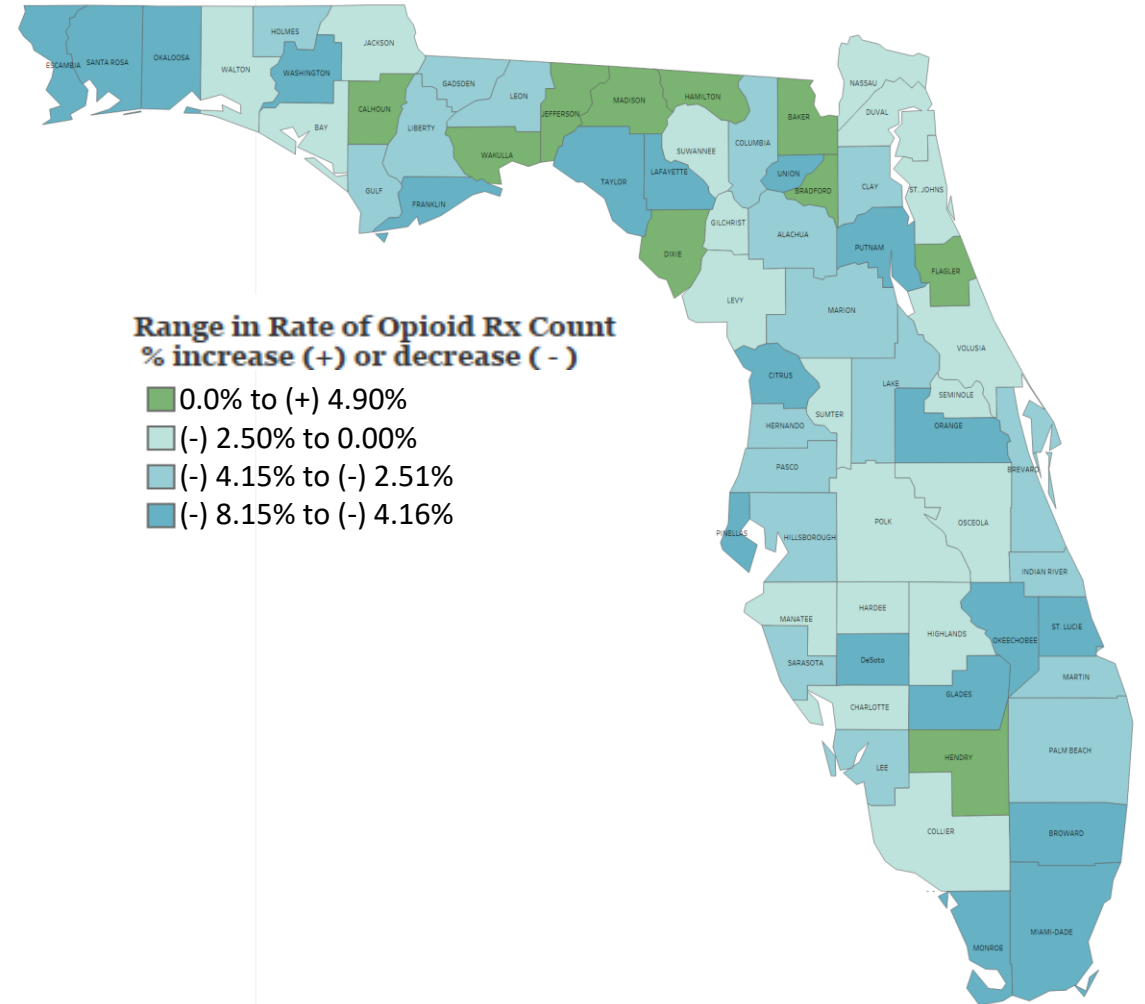 HOLMES
JACKSON
ESCAMBIA
SANTA ROSA
OKALOOSA
WALTON
WASHINGTON
GADSDEN
LEON
CALHOUN
BAY
LIBERTY
JEFFERSON
MADISON
HAMILTON
WAKULLA
GULF
FRANKLIN
TAYLOR
LAFAYETTE
SUWANNEE
COLUMBIA
BAKER
NASSAU
DUVAL
UNION
BRADFORD
CLAY
ST. JOHNS
DIXIE
GILCHRIST
ALACHUA
PUTNAM
FLAGLER
LEVY
MARION
VOLUSIA
Range in Rate of Opioid Rx Count
% increase (+) or decrease ( - )
0.0% to (+) 4.90%
(-) 2.50% to 0.00%
(-) 4.15% to (-) 2.51%
(-) 8.15% to (-) 4.16%
CITRUS
SUMTER
LAKE
SEMINOLE
HERNANDO
ORANGE
PASCO
BREVARD
PINELLAS
HILLSBOROUGH
POLK
OSCEOLA
INDIAN RIVER
MANATEE
HARDEE
HIGHLANDS
OKEECHOBEE
ST. LUCIE
SARASOTA
DeSoto
MARTIN
CHARLOTTE
GLADES
LEE
HENDRY
PALM BEACH
COLLIER
BROWARD
MONROE
MIAMI-DADE